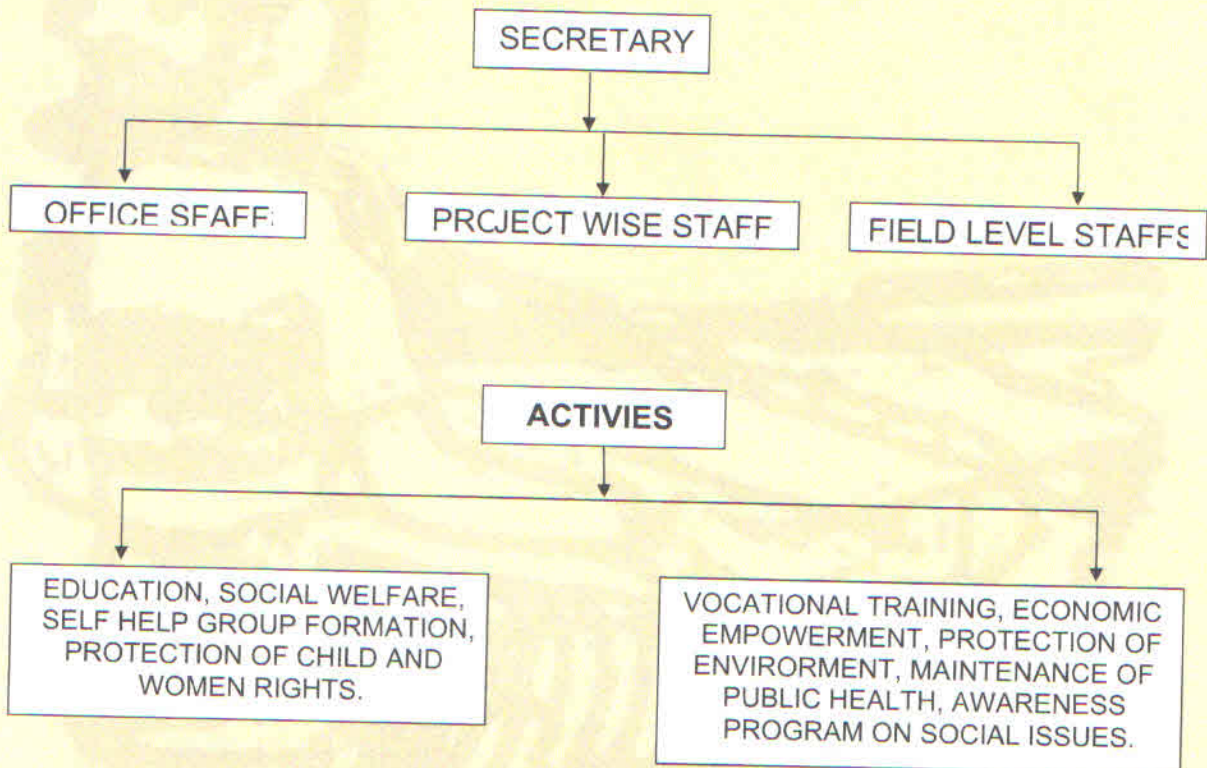 SECRETARY
OFFICE SFAFF
PRCJECT WISE STAFF
FIELD LEVEL STAFFS
ACTIVIES
EDUCATION, SOCIAL WELFARE,
SELF HELP GROUP FORMATION,
PROTECTION OF CHILD AND
WOMEN RIGHTS.
VOCATIONAL TRAINING, ECONOMIC
EMPOWERMENT, PROTECTION OF
ENVIRORMENT, MAINTENANCE OF
PUBLIC HEALTH, AWARENESS
PROGRAM ON SOCIAL ISSUES.